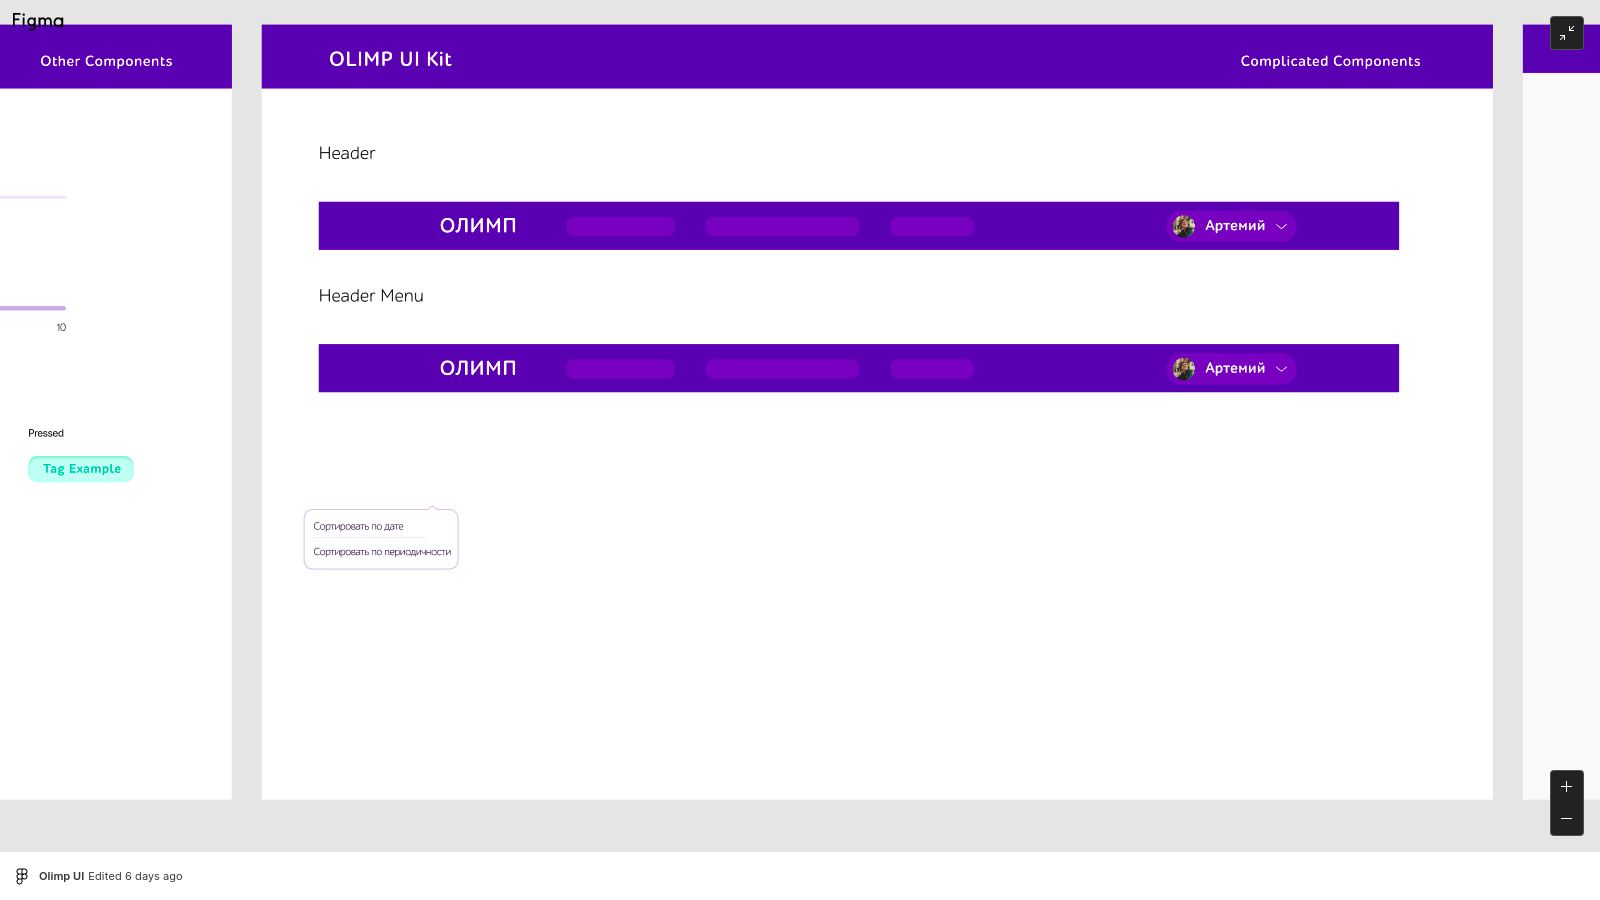 Figma
Other Components
OLIMP UI Kit
Complicated Components
Header
ОЛИМП
Артемий
Header Menu
10
ОЛИМП
Артемий
Pressed
Tag Example
Сортировать по дате
Сортировать по периодичности
Olimp UI Edited 6 days ago